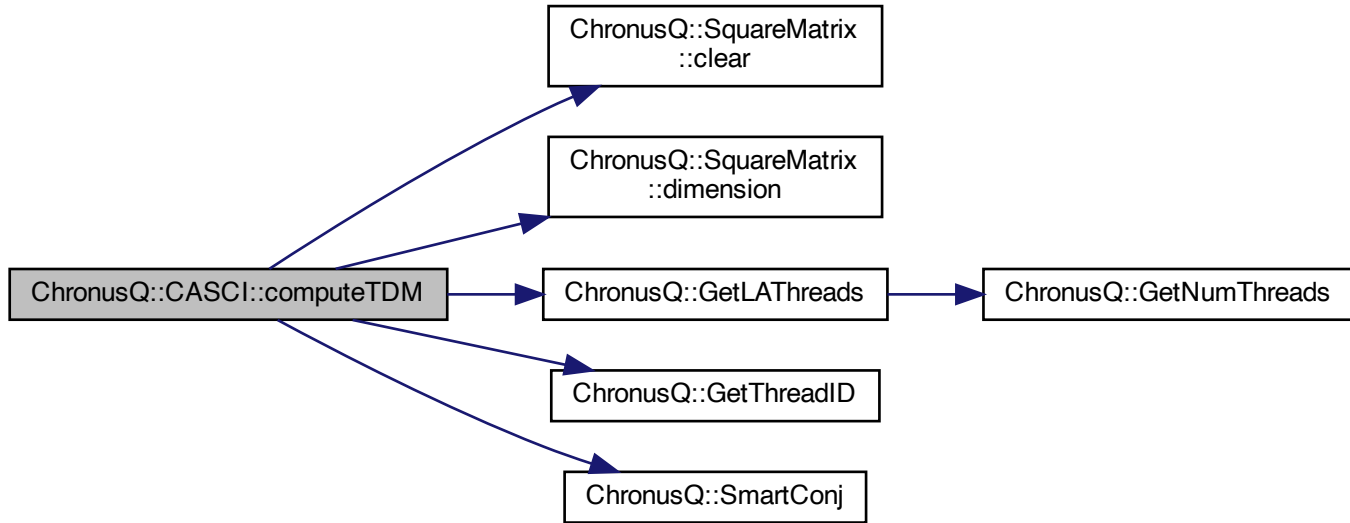 ChronusQ::SquareMatrix
::clear
ChronusQ::SquareMatrix
::dimension
ChronusQ::CASCI::computeTDM
ChronusQ::GetLAThreads
ChronusQ::GetNumThreads
ChronusQ::GetThreadID
ChronusQ::SmartConj